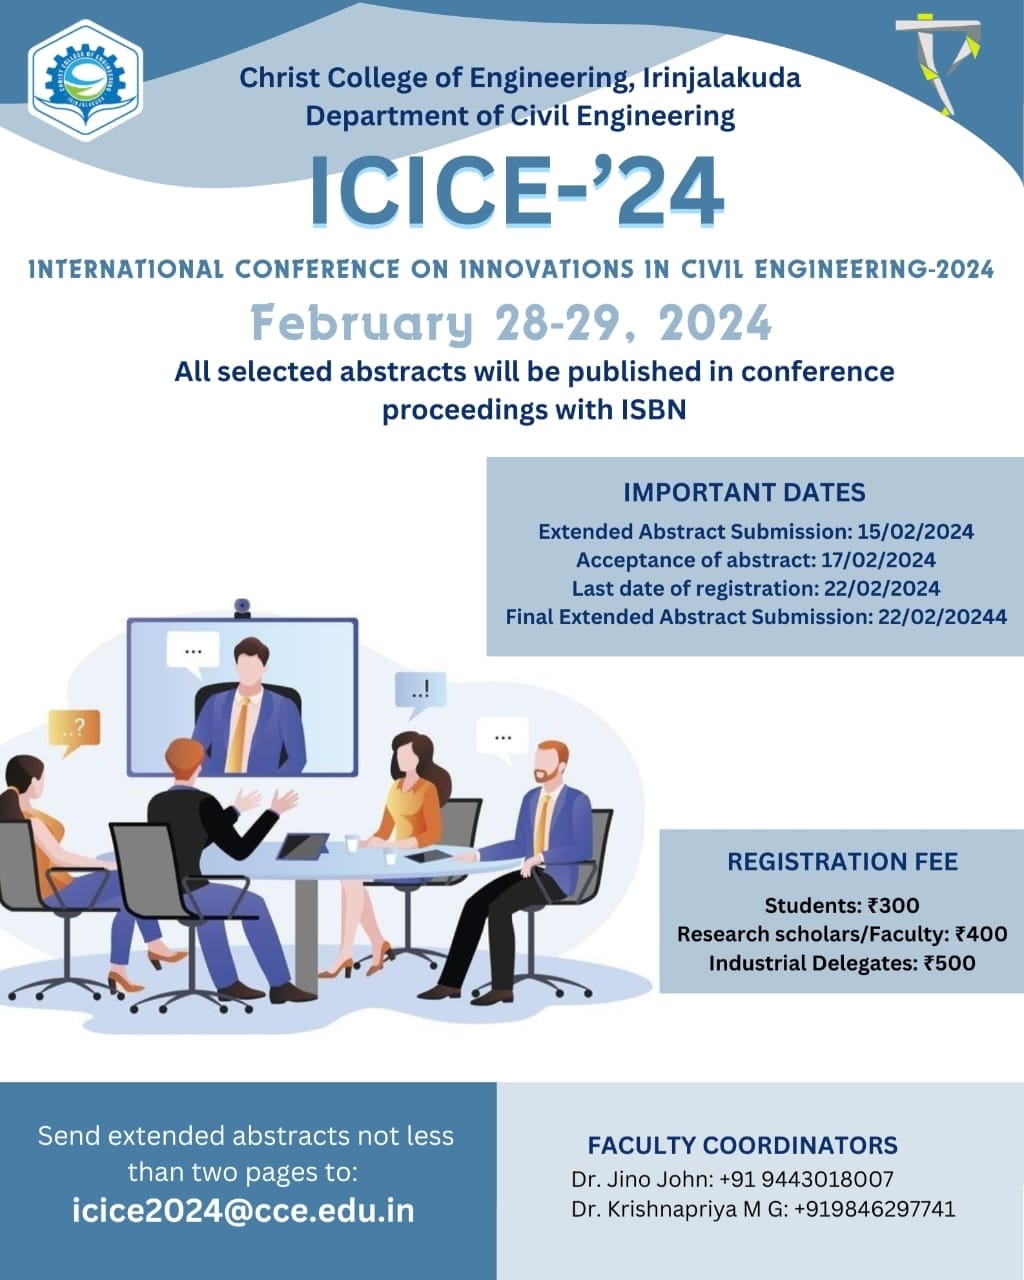 CHRIST COLLEGE OF ENGINEERING
IRINJALAKUDA
Christ College of Engineering, Irinjalakuda
Department of Civil Engineering
ICICE-’24
INTERNATIONAL CONFERENCE ON INNOVATIONS IN CIVIL ENGINEERING-2024
February 28-29, 2024
All selected abstracts will be published in conference
proceedings with ISBN
IMPORTANT DATES
Extended Abstract Submission: 15/02/2024
Acceptance of abstract: 17/02/2024
Last date of registration: 22/02/2024
Final Extended Abstract Submission: 22/02/20244
...
..!
..?
...
REGISTRATION FEE
Students: ₹300
Research scholars/Faculty: ₹400
Industrial Delegates: ₹500
Send extended abstracts not less
than two pages to:
icice2024@cce.edu.in
FACULTY COORDINATORS
Dr. Jino John: +91 9443018007
Dr. Krishnapriya M G: +919846297741